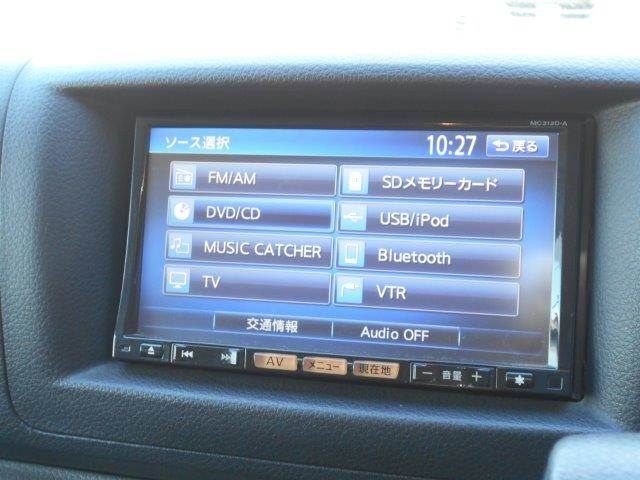 ソース選択 10:27 戻る
FM/AM SDメモリーカード
DVD/CD USB/iPod
MUSIC CATCHER Bluetooth
TV VTR
交通情報 Audio OFF
AV メニュー 現在地 - 音量 +